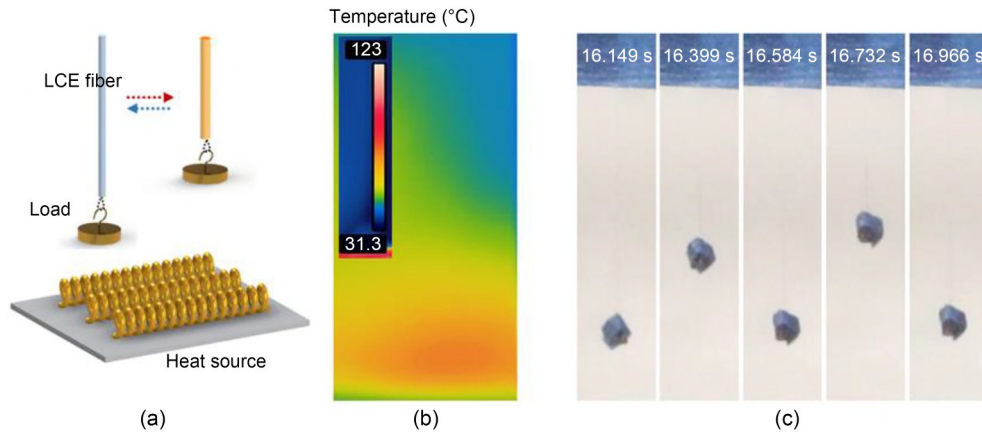 LCE fiber
Load
Heat source
(a)
Temperature (°C)
123
31.3
(b)
16.149 s
16.399 s
16.584 s
16.732 s
16.966 s
(c)